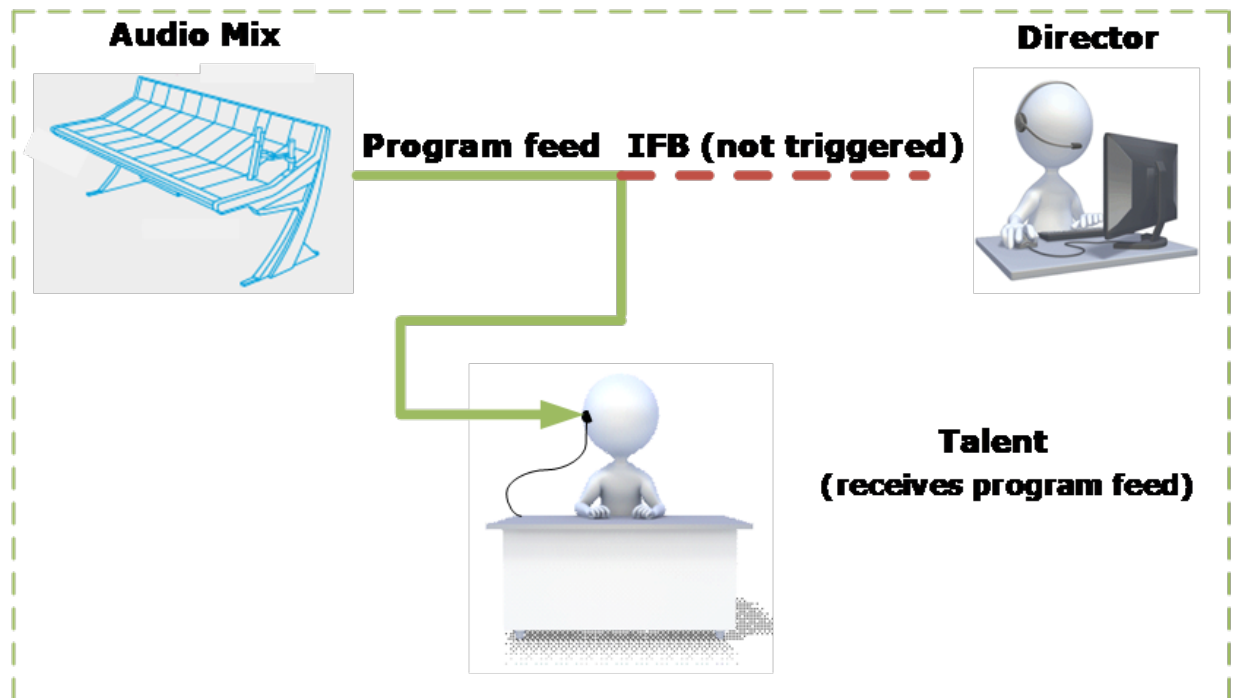 Audio Mix
Director
Program feed
IFB (not triggered)
Talent
(receives program feed)